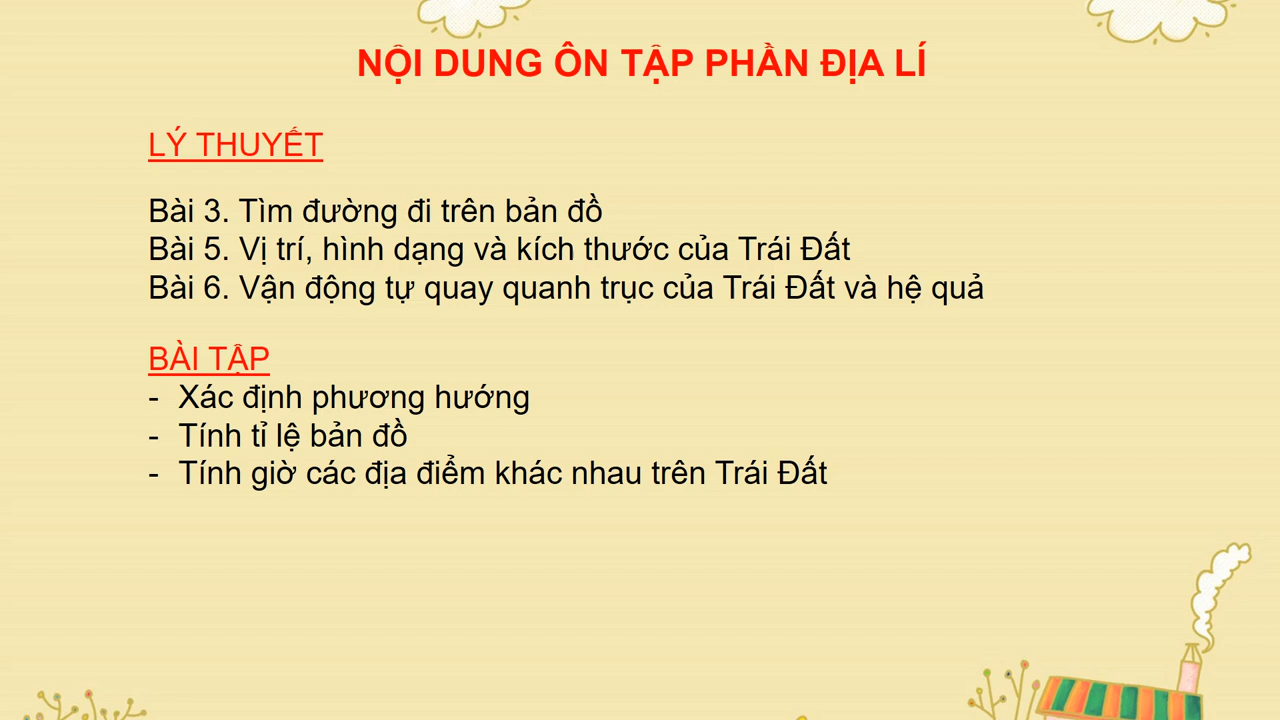 NỘI DUNG ÔN TẬP PHẦN ĐỊA LÍ
LÝ THUYẾT
Bài 3. Tìm đường đi trên bản đồ
Bài 5. Vị trí, hình dạng và kích thước của Trái Đất
Bài 6. Vận động tự quay quanh trục của Trái Đất và hệ quả
BÀI TẬP
- Xác định phương hướng
- Tính tỉ lệ bản đồ
- Tính giờ các địa điểm khác nhau trên Trái Đất